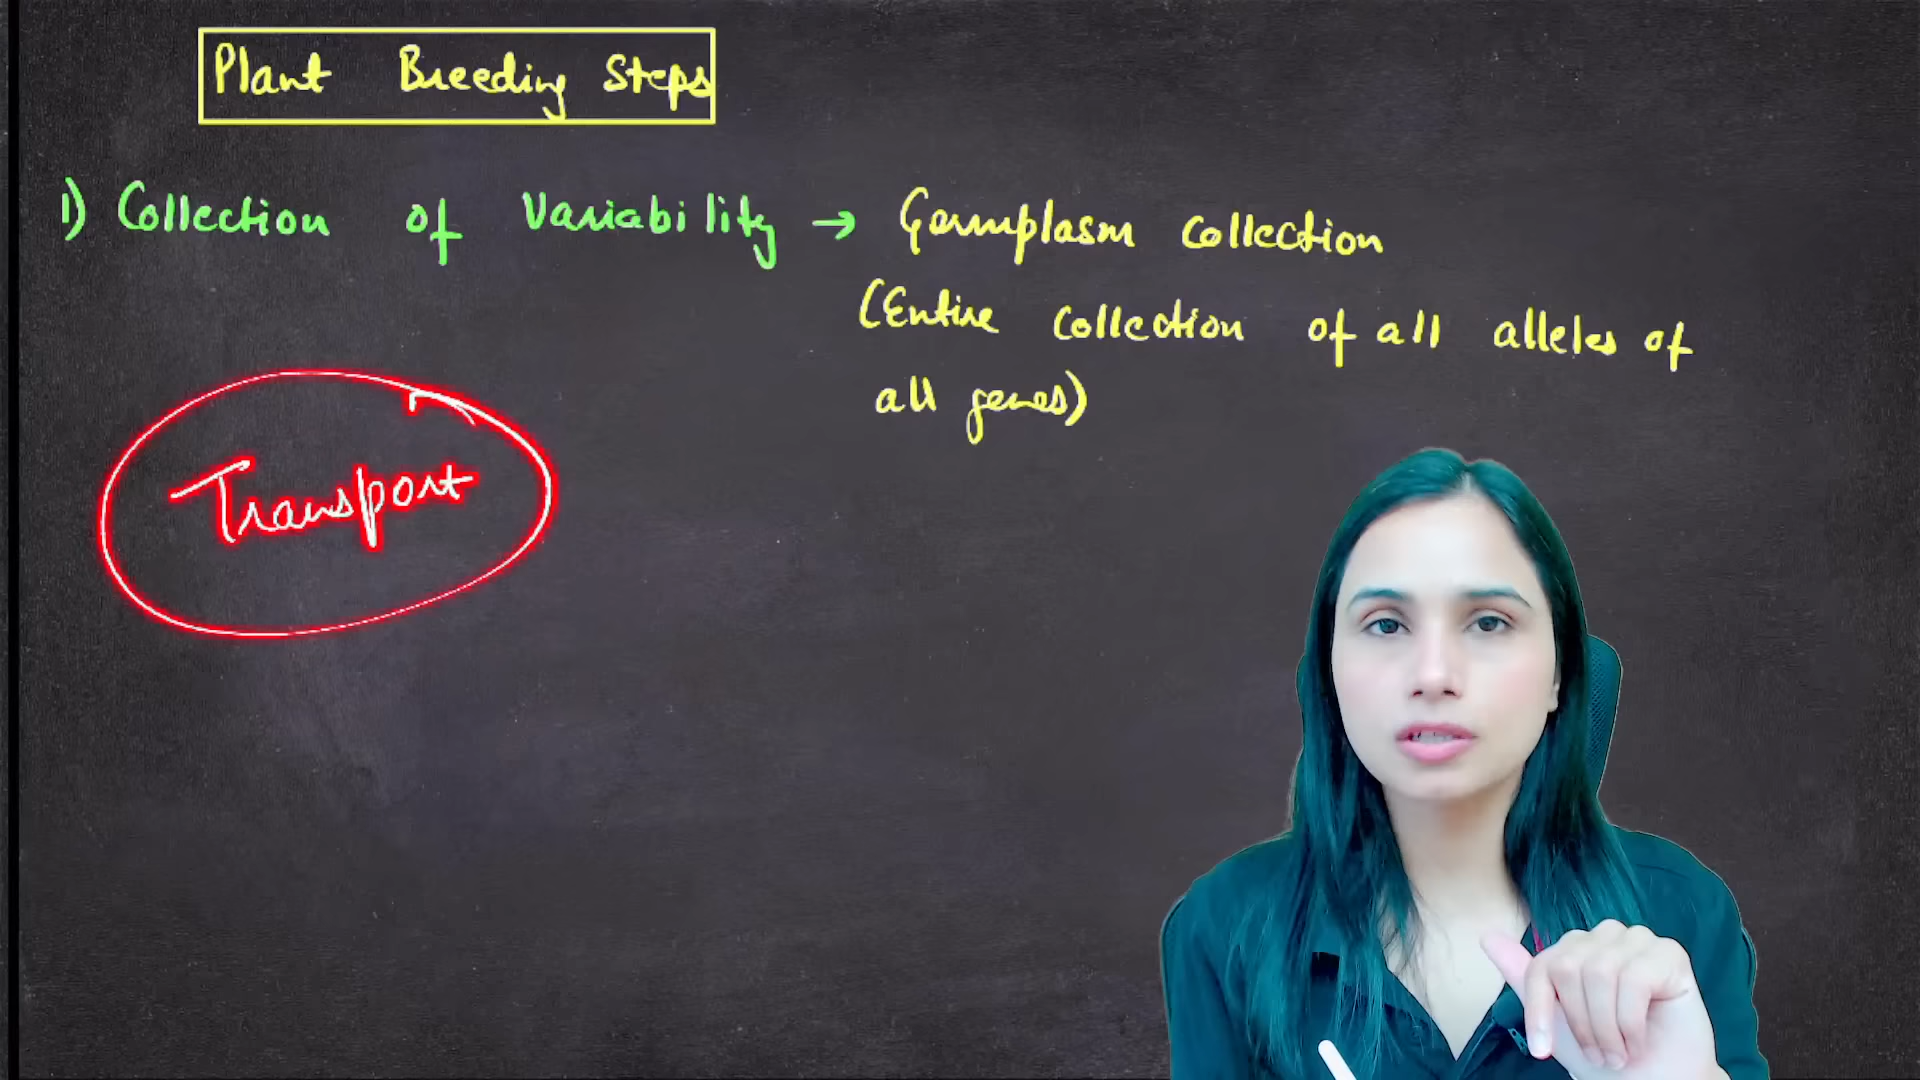 Plant Breeding Steps
1) Collection of Variability → Germplasm collection
(Entire collection of all alleles of
all genes)
Transport